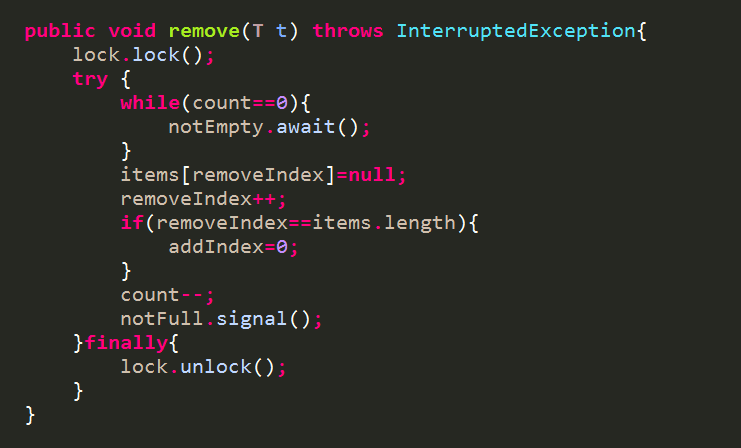 public void remove(T t) throws InterruptedException{
    lock.lock();
    try {
        while(count==0){
            notEmpty.await();
        }
        items[removeIndex]=null;
        removeIndex++;
        if(removeIndex==items.length){
            addIndex=0;
        }
        count--;
        notFull.signal();
    }finally{
        lock.unlock();
    }
}